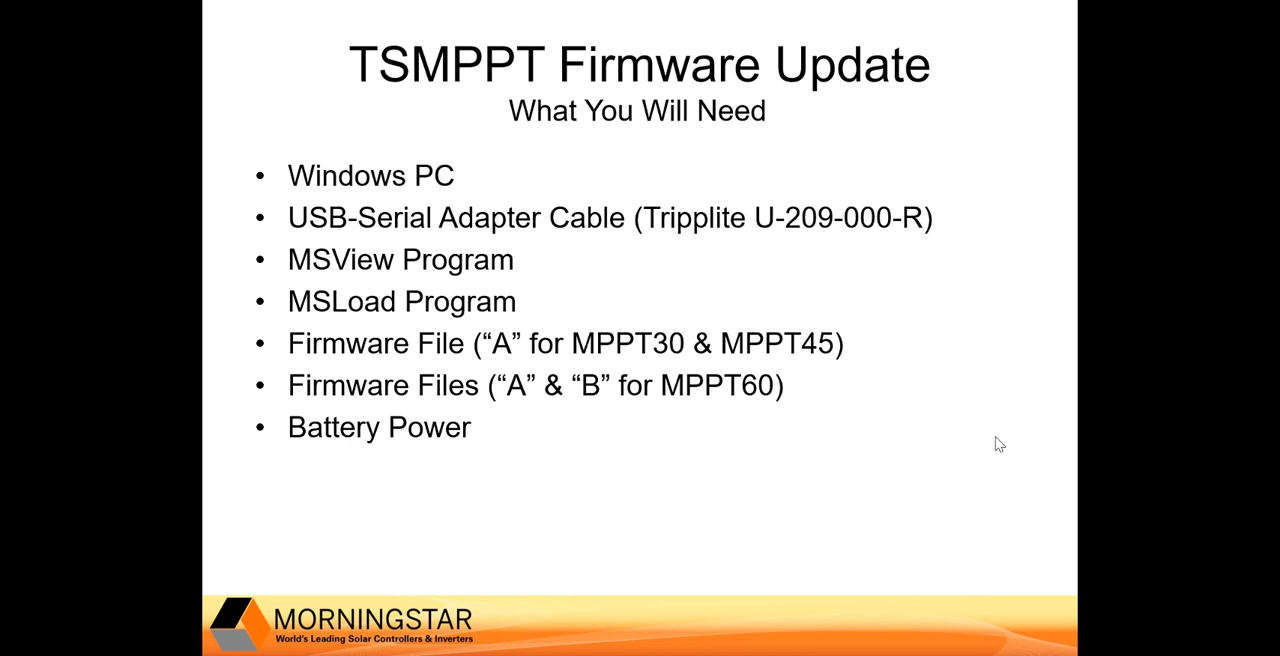 TSMPPT Firmware Update
What You Will Need
• Windows PC
• USB-Serial Adapter Cable (Tripplite U-209-000-R)
• MSView Program
• MSLoad Program
• Firmware File (“A” for MPPT30 & MPPT45)
• Firmware Files (“A” & “B” for MPPT60)
• Battery Power
MORNINGSTAR
World's Leading Solar Controllers & Inverters